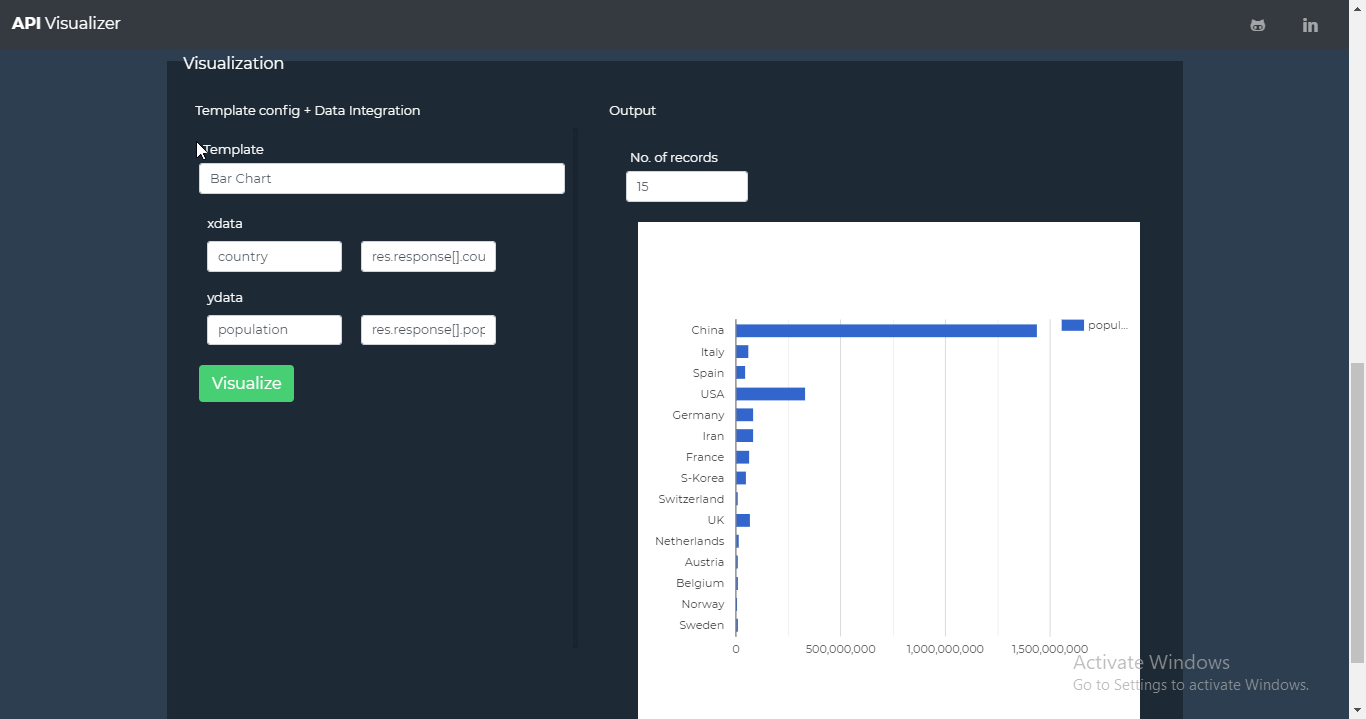 API Visualizer
Visualization
Template config + Data Integration
Template
Bar Chart
xdata
country
res.response[].cou
ydata
population
res.response[].pop
Visualize
Output
No. of records
15
popul...
China
Italy
Spain
USA
Germany
Iran
France
S-Korea
Switzerland
UK
Netherlands
Austria
Belgium
Norway
Sweden
0 500,000,000 1,000,000,000 1,500,000,000
Activate Windows
Go to Settings to activate Windows.